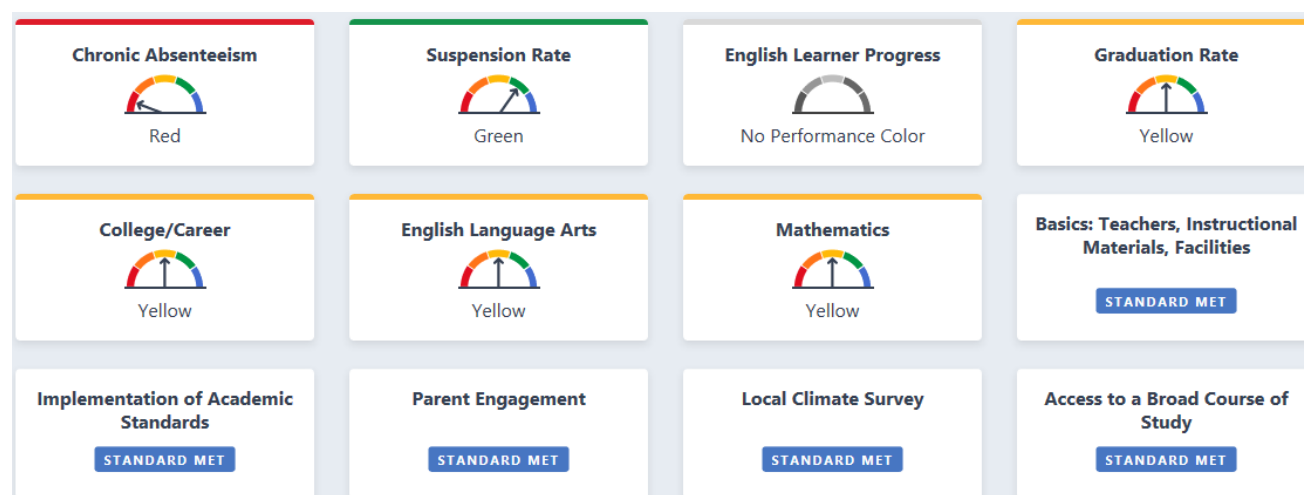 Chronic Absenteeism
Red
Suspension Rate
Green
English Learner Progress
No Performance Color
Graduation Rate
Yellow
College/Career
Yellow
English Language Arts
Yellow
Mathematics
Yellow
Basics: Teachers, Instructional
Materials, Facilities
STANDARD MET
Implementation of Academic
Standards
STANDARD MET
Parent Engagement
STANDARD MET
Local Climate Survey
STANDARD MET
Access to a Broad Course of
Study
STANDARD MET